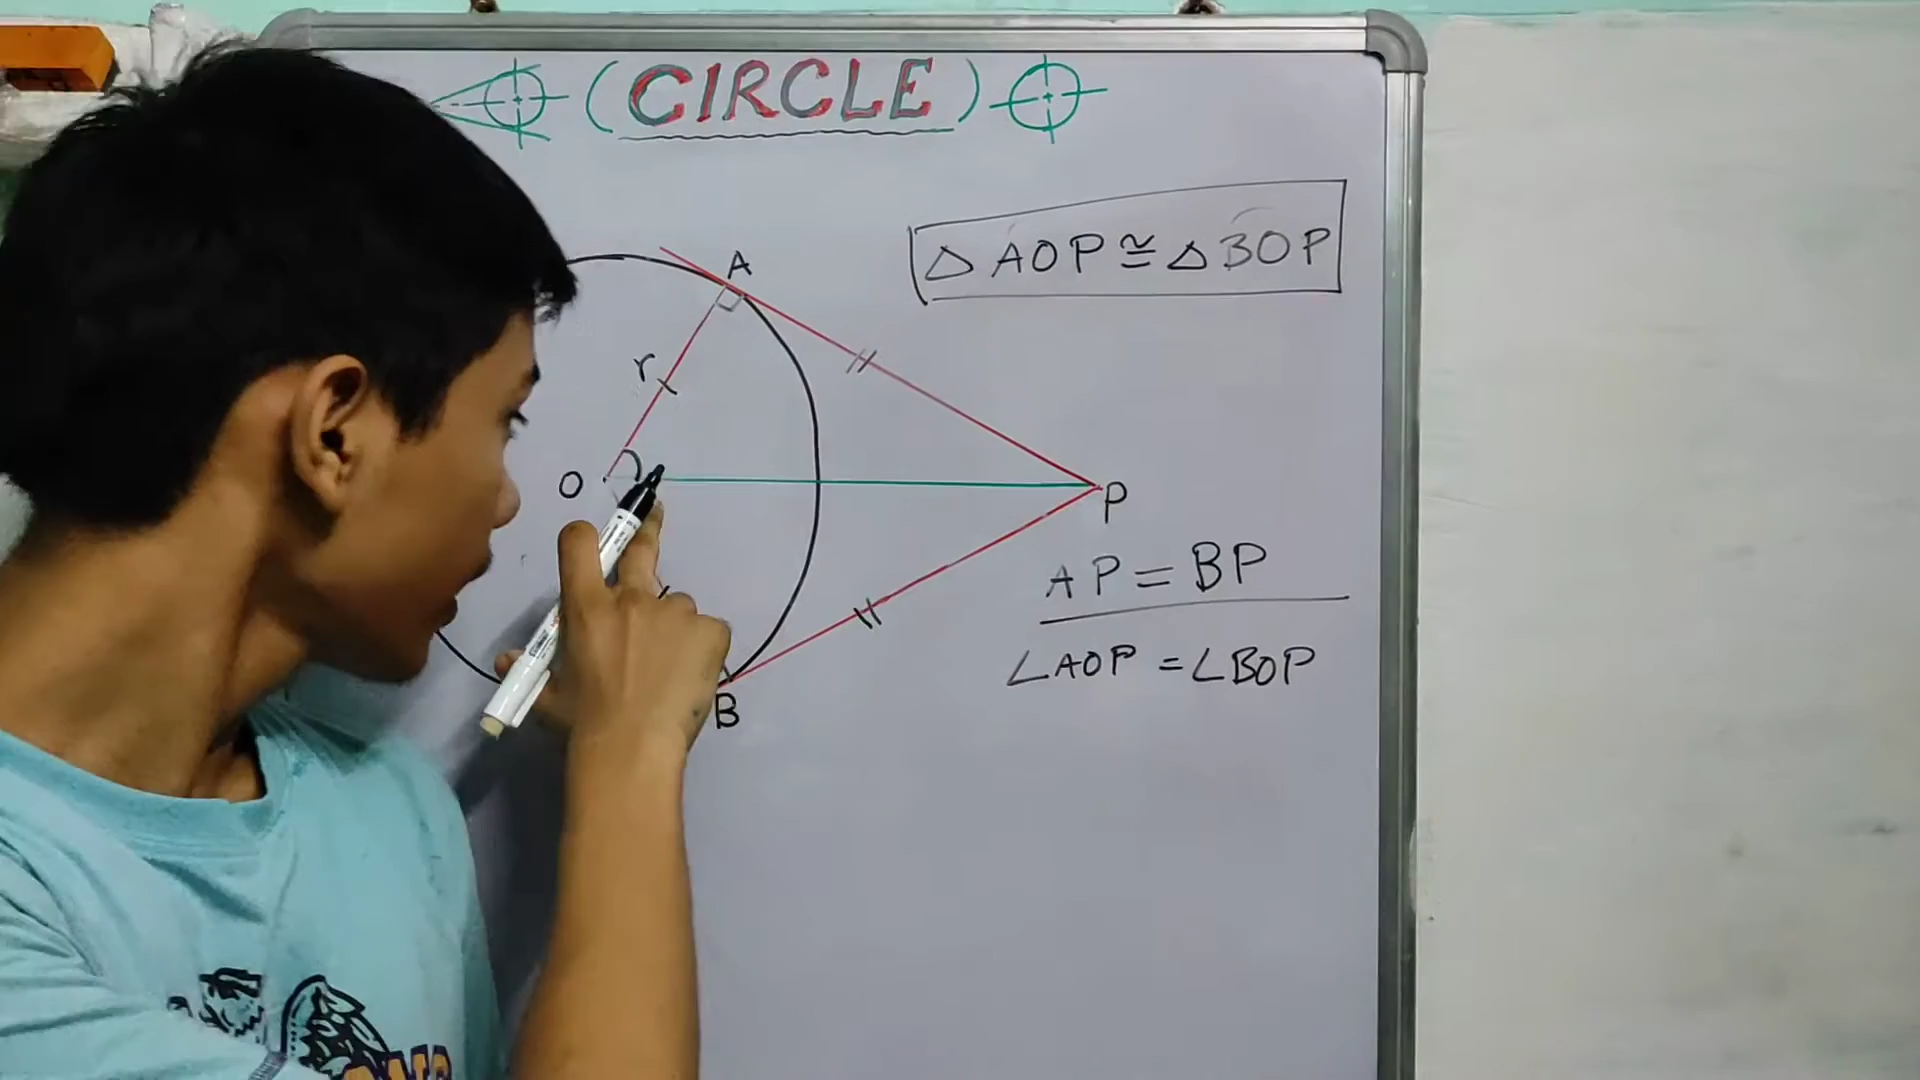 (CIRCLE)
△ AOP ≅ △ BOP
A
r
O
P
AP = BP
∠AOP = ∠BOP
B